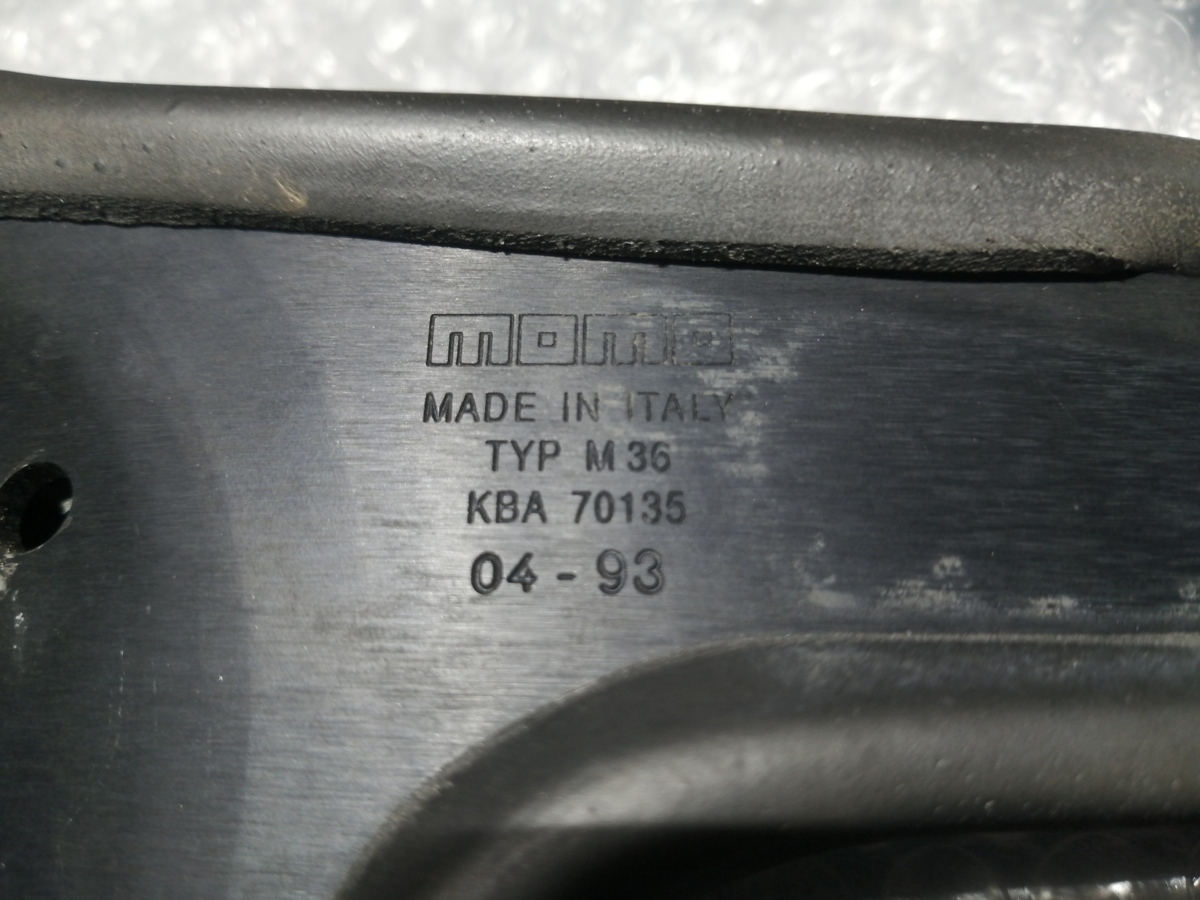 momo
MADE IN ITALY
TYP M 36
KBA 70135
04 - 93